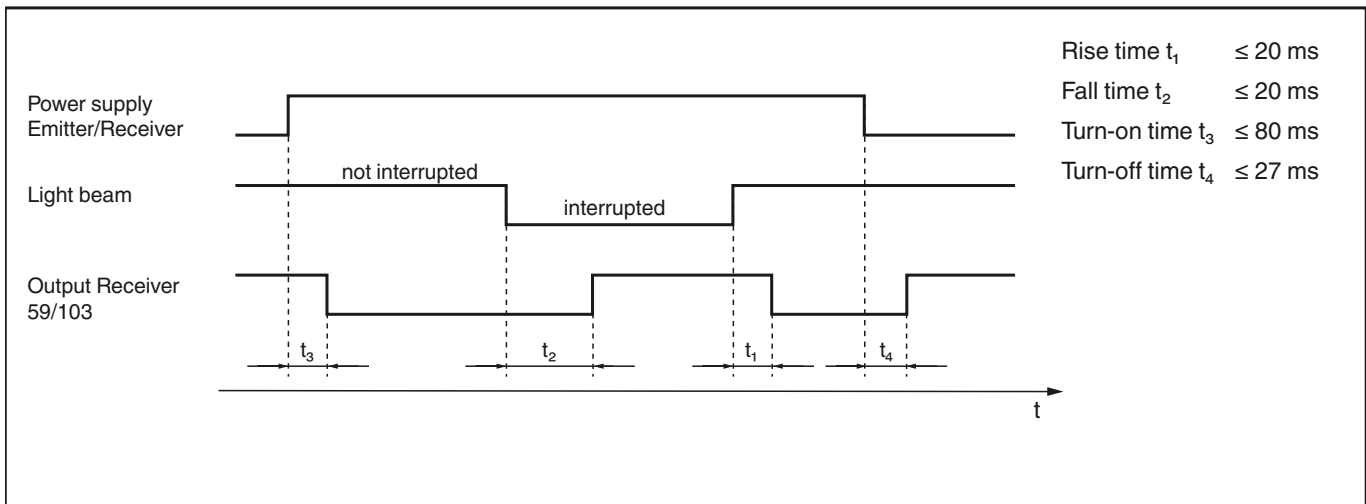 Rise time t₁ ≤ 20 ms
Fall time t₂ ≤ 20 ms
Turn-on time t₃ ≤ 80 ms
Turn-off time t₄ ≤ 27 ms
Power supply
Emitter/Receiver
not interrupted
Light beam
interrupted
Output Receiver
59/103
t₃ t₂ t₁ t₄
t